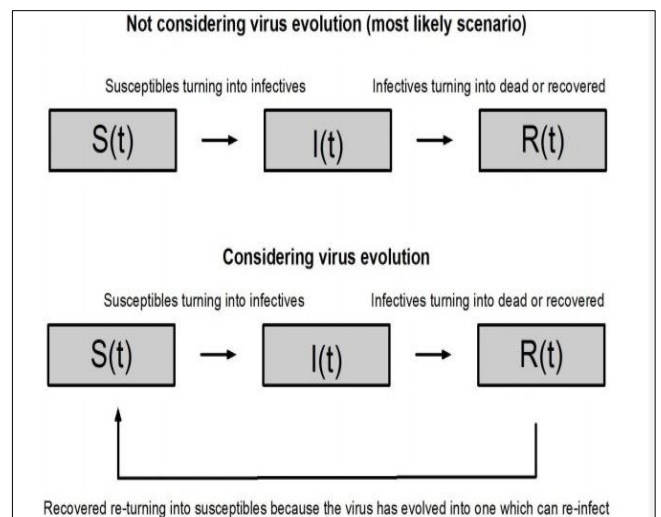 Not considering virus evolution (most likely scenario)
Susceptibles turning into infectives Infectives turning into dead or recovered
S(t) I(t) R(t)
Considering virus evolution
Susceptibles turning into infectives Infectives turning into dead or recovered
S(t) I(t) R(t)
Recovered re-turning into susceptibles because the virus has evolved into one which can re-infect